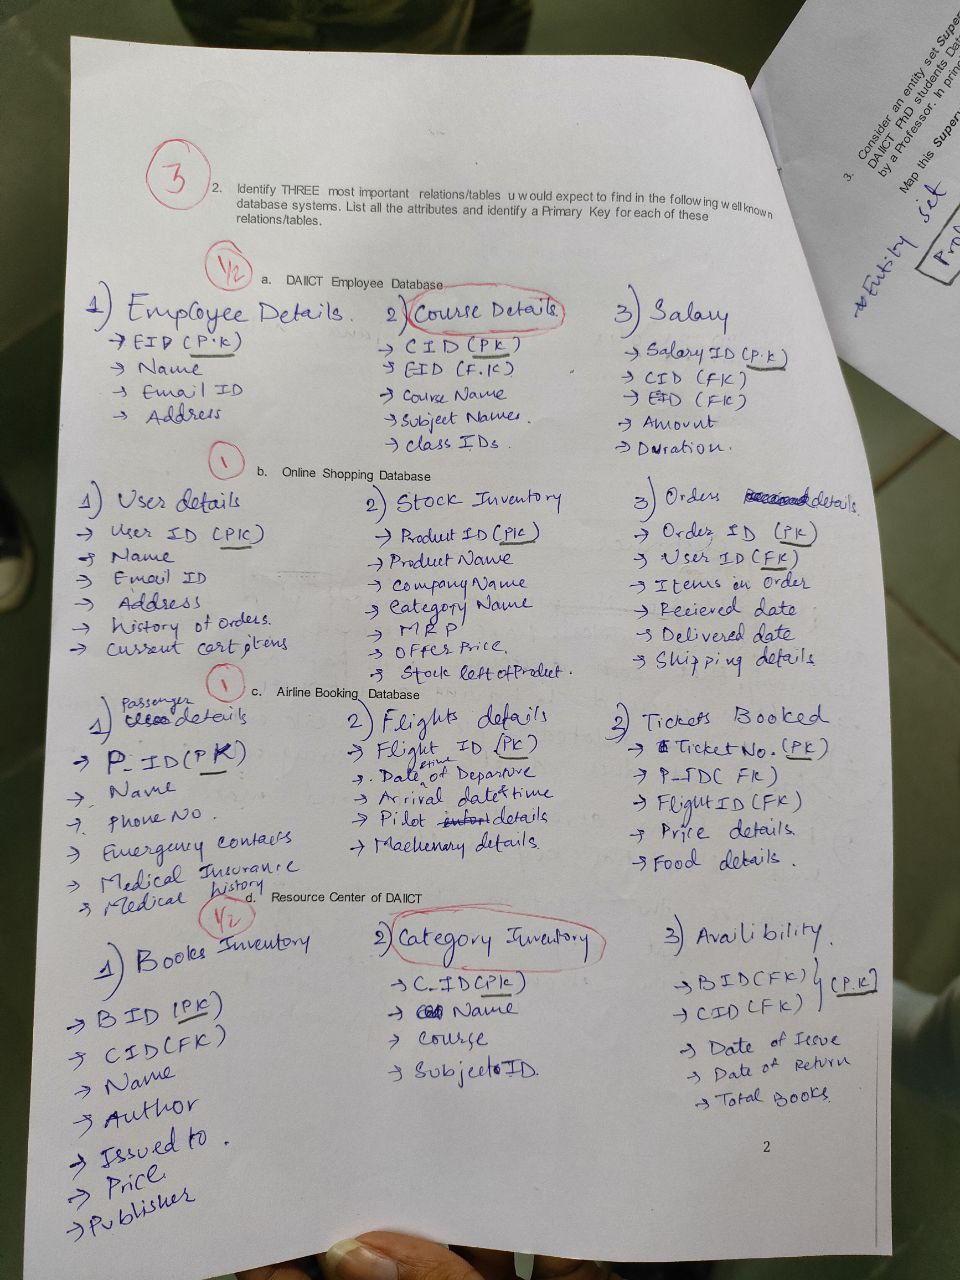 3
2. Identify THREE most important relations/tables u would expect to find in the following well known
database systems. List all the attributes and identify a Primary Key for each of these
relations/tables.
1/2
a. DAIICT Employee Database
1) Employee Details.
→ EID (P.K)
→ Name
→ Email ID
→ Address
2) Course Details.
→ CID (PK)
→ EID (F.K)
→ Course Name
→ Subject Names
→ Class IDs.
3) Salary
→ Salary ID (P.K)
→ CID (FK)
→ EID (FK)
→ Amount
→ Duration.
1
b. Online Shopping Database
1) User details
→ User ID (PK)
→ Name
→ Email ID
→ Address
→ history of orders.
→ Current cart items
2) Stock Inventory
→ Product ID (PK)
→ Product Name
→ Company Name
→ Category Name
→ MRP
→ Offer Price.
→ Stock left of Product.
3) Orders details.
→ Order ID (PK)
→ User ID (FK)
→ Items in order
→ Recieved date
→ Delivered date
→ Shipping details
1
c. Airline Booking Database
1) Passenger details
→ P_ID (PK)
→ Name
→ Phone No.
→ Emergency contacts
→ Medical Insurance
→ Medical history
2) Flights details
→ Flight ID (PK)
→ Date & time of Departure
→ Arrival date & time
→ Pilot details
→ Machenary details.
2) Tickets Booked
→ Ticket No. (PK)
→ P_ID (FK)
→ Flight ID (FK)
→ Price details.
→ Food details.
1/2
d. Resource Center of DAIICT
1) Books Inventory
→ BID (PK)
→ CID (FK)
→ Name
→ Author
→ Issued to.
→ Price
→ Publisher
2) Category Inventory
→ C_ID (PK)
→ Name
→ Course
→ Subject ID.
3) Availibility.
→ BID (FK)
→ CID (FK) } (P.K)
→ Date of Issue
→ Date of Return
→ Total Books.
2
3. Consider an entity set Super
DAIICT PhD students Dat
by a Professor. In prin
Map this Super
→ Entity set
Prof